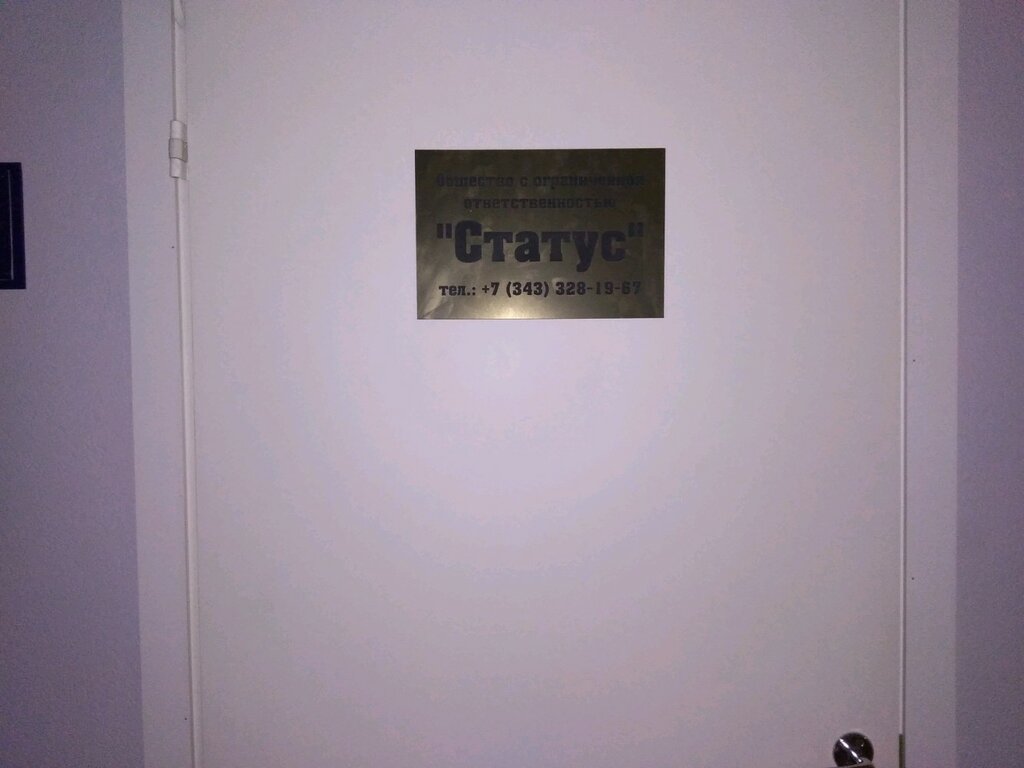 Общество с ограниченной
ответственностью
"Статус"
тел.: +7 (343) 328-19-67